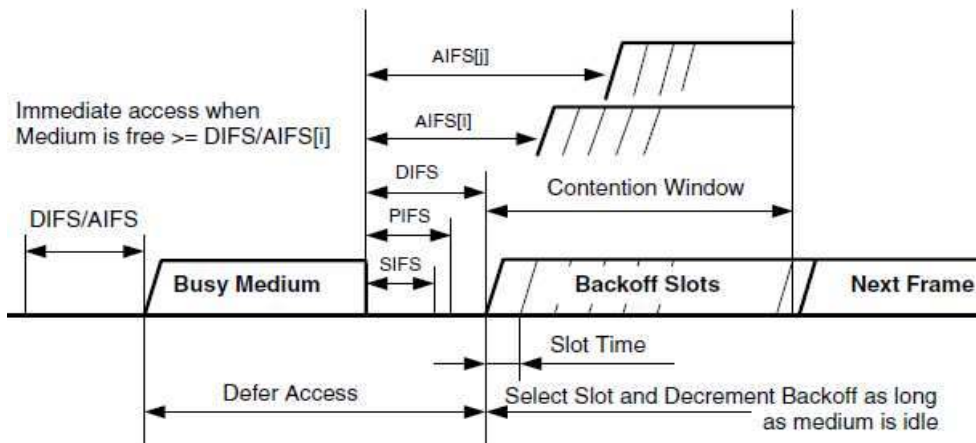 AIFS[j]
Immediate access when
Medium is free >= DIFS/AIFS[i]
AIFS[i]
DIFS
Contention Window
DIFS/AIFS
PIFS
SIFS
Busy Medium
Backoff Slots
Next Frame
Slot Time
Defer Access
Select Slot and Decrement Backoff as long
as medium is idle